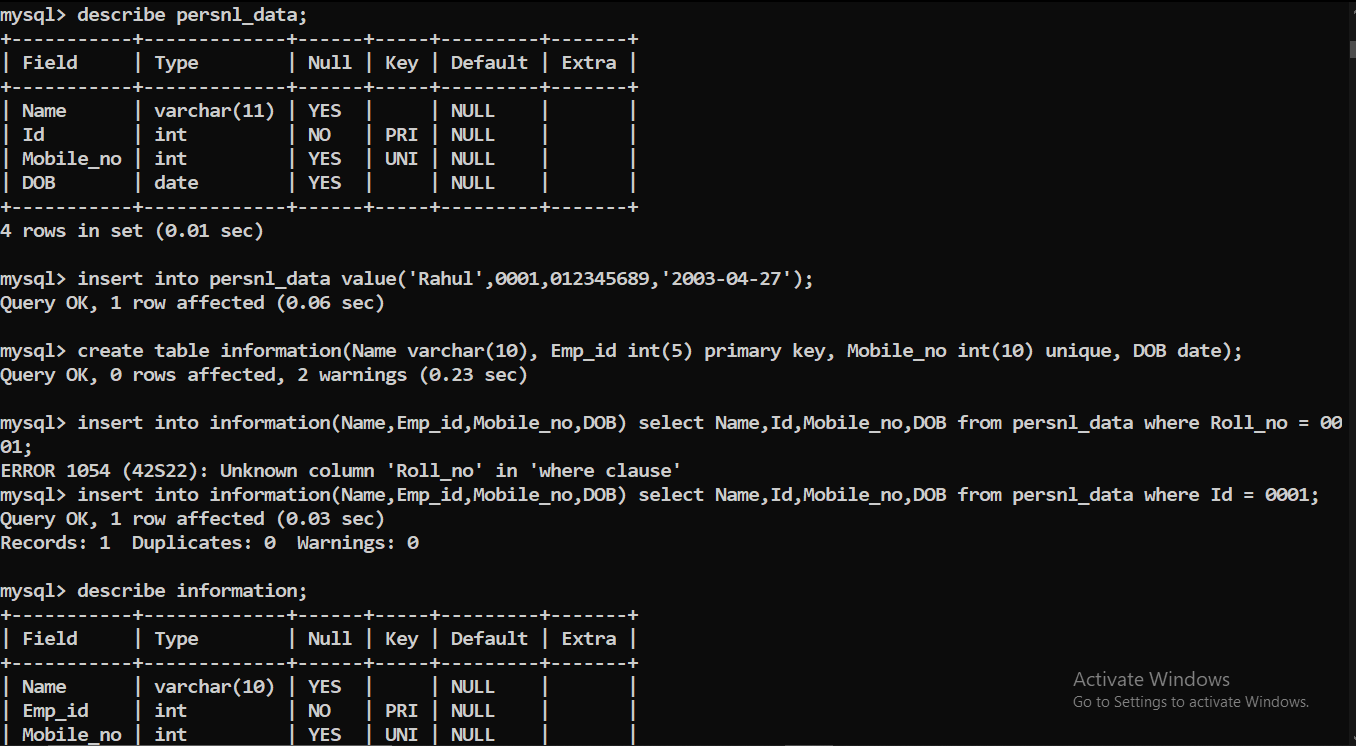 mysql> describe persnl_data;
+-----------+-------------+------+-----+---------+-------+
| Field     | Type        | Null | Key | Default | Extra |
+-----------+-------------+------+-----+---------+-------+
| Name      | varchar(11) | YES  |     | NULL    |       |
| Id        | int         | NO   | PRI | NULL    |       |
| Mobile_no | int         | YES  | UNI | NULL    |       |
| DOB       | date        | YES  |     | NULL    |       |
+-----------+-------------+------+-----+---------+-------+
4 rows in set (0.01 sec)
mysql> insert into persnl_data value('Rahul',0001,012345689,'2003-04-27');
Query OK, 1 row affected (0.06 sec)
mysql> create table information(Name varchar(10), Emp_id int(5) primary key, Mobile_no int(10) unique, DOB date);
Query OK, 0 rows affected, 2 warnings (0.23 sec)
mysql> insert into information(Name,Emp_id,Mobile_no,DOB) select Name,Id,Mobile_no,DOB from persnl_data where Roll_no = 00
01;
ERROR 1054 (42S22): Unknown column 'Roll_no' in 'where clause'
mysql> insert into information(Name,Emp_id,Mobile_no,DOB) select Name,Id,Mobile_no,DOB from persnl_data where Id = 0001;
Query OK, 1 row affected (0.03 sec)
Records: 1  Duplicates: 0  Warnings: 0
mysql> describe information;
+-----------+-------------+------+-----+---------+-------+
| Field     | Type        | Null | Key | Default | Extra |
+-----------+-------------+------+-----+---------+-------+
| Name      | varchar(10) | YES  |     | NULL    |       |
| Emp_id    | int         | NO   | PRI | NULL    |       |
| Mobile_no | int         | YES  | UNI | NULL    |       |
Activate Windows
Go to Settings to activate Windows.